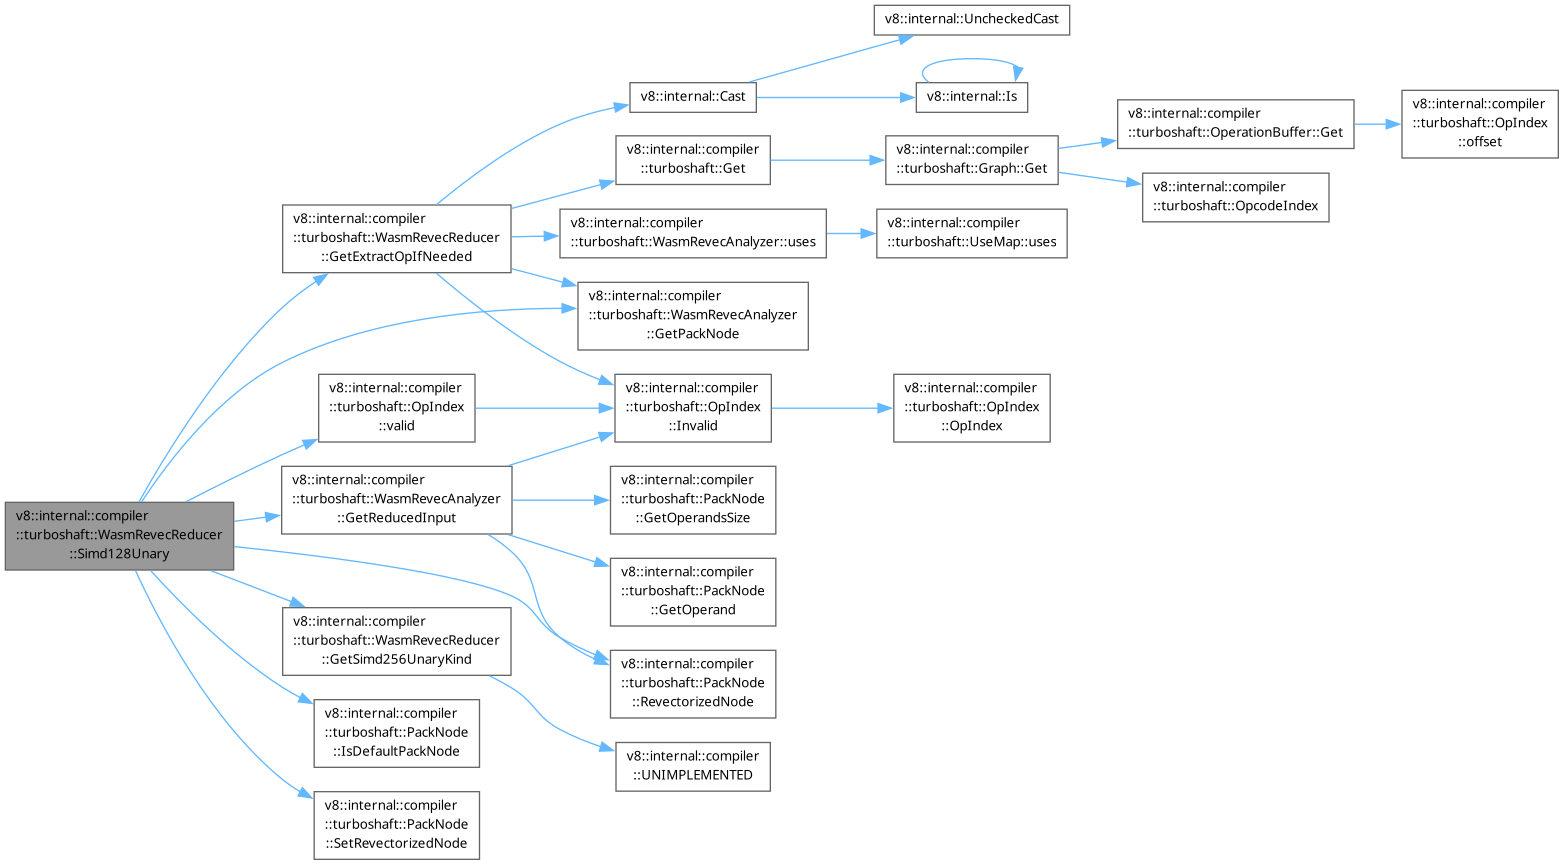 v8::internal::UncheckedCast
v8::internal::Cast
v8::internal::Is
v8::internal::compiler
::turboshaft::OperationBuffer::Get
v8::internal::compiler
::turboshaft::OpIndex
::offset
v8::internal::compiler
::turboshaft::Get
v8::internal::compiler
::turboshaft::Graph::Get
v8::internal::compiler
::turboshaft::OpcodeIndex
v8::internal::compiler
::turboshaft::WasmRevecReducer
::GetExtractOpIfNeeded
v8::internal::compiler
::turboshaft::WasmRevecAnalyzer::uses
v8::internal::compiler
::turboshaft::UseMap::uses
v8::internal::compiler
::turboshaft::WasmRevecAnalyzer
::GetPackNode
v8::internal::compiler
::turboshaft::OpIndex
::valid
v8::internal::compiler
::turboshaft::OpIndex
::Invalid
v8::internal::compiler
::turboshaft::OpIndex
::OpIndex
v8::internal::compiler
::turboshaft::WasmRevecAnalyzer
::GetReducedInput
v8::internal::compiler
::turboshaft::PackNode
::GetOperandsSize
v8::internal::compiler
::turboshaft::WasmRevecReducer
::Simd128Unary
v8::internal::compiler
::turboshaft::PackNode
::GetOperand
v8::internal::compiler
::turboshaft::WasmRevecReducer
::GetSimd256UnaryKind
v8::internal::compiler
::turboshaft::PackNode
::RevectorizedNode
v8::internal::compiler
::turboshaft::PackNode
::IsDefaultPackNode
v8::internal::compiler
::UNIMPLEMENTED
v8::internal::compiler
::turboshaft::PackNode
::SetRevectorizedNode